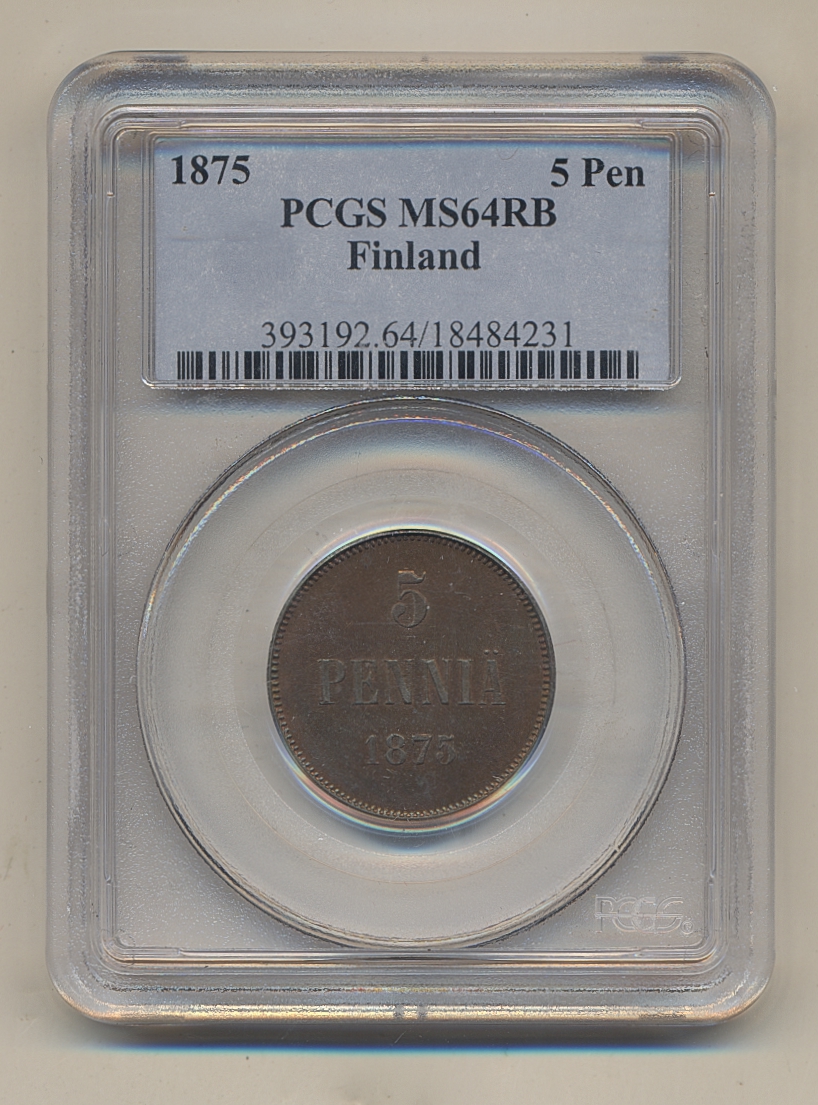 1875 5 Pen
PCGS MS64RB
Finland
393192.64/18484231
5
PENNIÄ
1875
PCGS